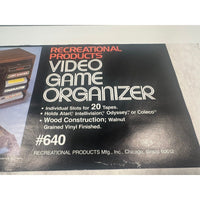 RECREATIONAL
PRODUCTS
VIDEO
GAME
ORGANIZER
• Individual Slots for 20 Tapes.
• Holds Atari, Intellivision, Odyssey, or Coleco
• Wood Construction; Walnut
Grained Vinyl Finished.
#640
RECREATIONAL PRODUCTS Mfg., Inc., Chicago, Illinois